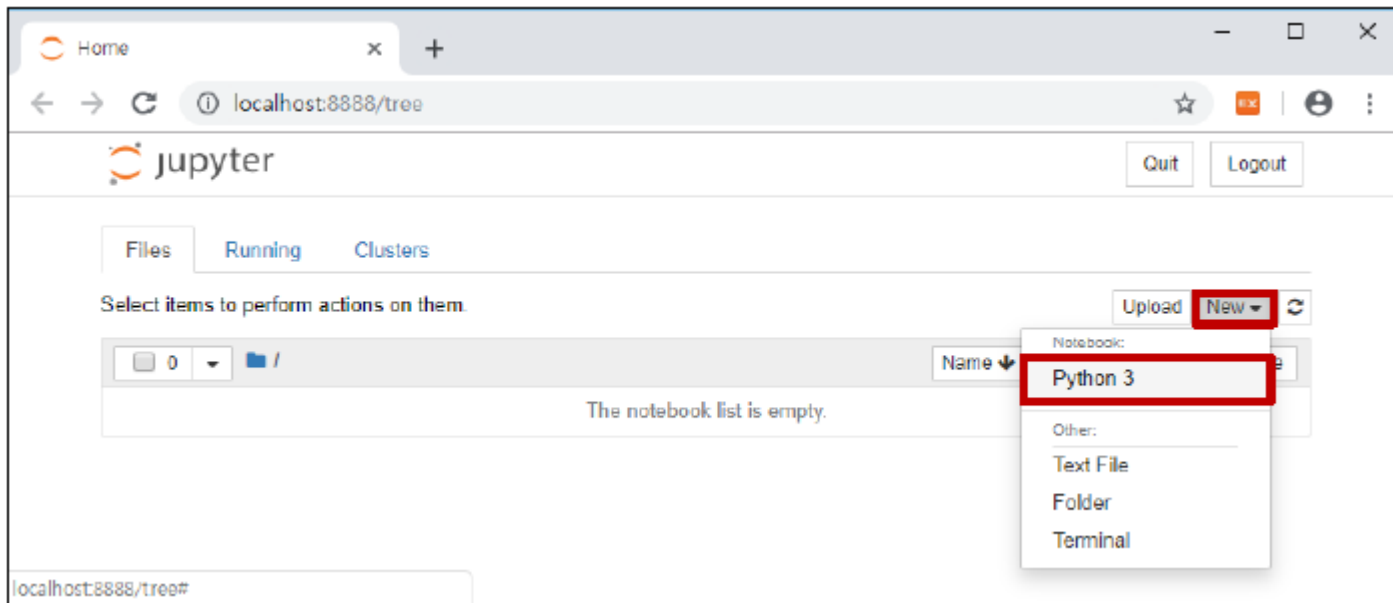 Home
localhost:8888/tree
jupyter
Quit Logout
Files Running Clusters
Select items to perform actions on them.
Upload New
0 /
Name
Notebook:
Python 3
The notebook list is empty.
Other:
Text File
Folder
Terminal
localhost:8888/tree#